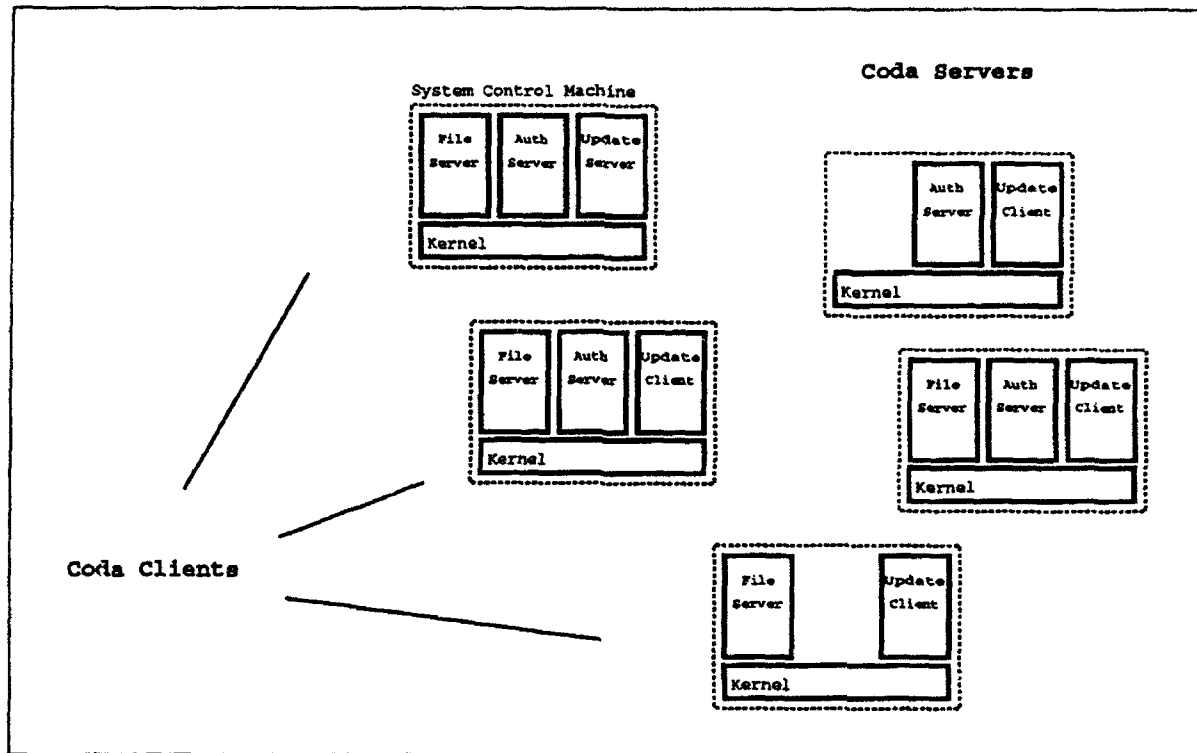 Coda Servers
System Control Machine
File Server
Auth Server
Update Server
Kernel
Auth Server
Update Client
Kernel
File Server
Auth Server
Update Client
Kernel
File Server
Auth Server
Update Client
Kernel
Coda Clients
File Server
Update Client
Kernel